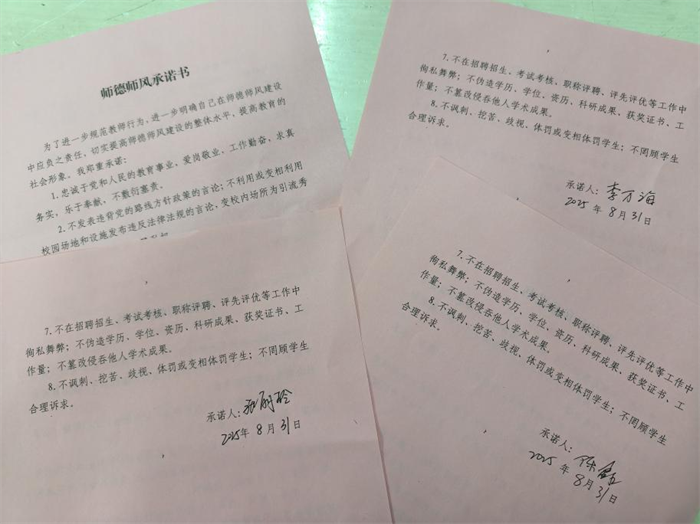 师德师风承诺书
为了进一步规范教师行为，进一步明确自己在师德师风建设
中应负之责任，切实提高师德师风建设的整体水平，提高教育的
社会形象。我郑重承诺：
1.忠诚于党和人民的教育事业，爱岗敬业，工作勤奋，求真
务实，乐于奉献，不敷衍塞责。
2.不发表违背党的路线方针政策的言论；不利用或变相利用
校园场地和设施发布违反法律法规的言论；变校内场所为引流秀
7.不在招聘招生、考试考核、职称评聘、评先评优等工作中
徇私舞弊；不伪造学历、学位、资历、科研成果、获奖证书、工
作量；不篡改侵吞他人学术成果。
8.不讽刺、挖苦、歧视、体罚或变相体罚学生；不罔顾学生
合理诉求。
承诺人：李万海
2025年8月31日
7.不在招聘招生、考试考核、职称评聘、评先评优等工作中
徇私舞弊；不伪造学历、学位、资历、科研成果、获奖证书、工
作量；不篡改侵吞他人学术成果。
8.不讽刺、挖苦、歧视、体罚或变相体罚学生；不罔顾学生
合理诉求。
承诺人：
2025年8月31日
7.不在招聘招生、考试考核、职称评聘、评先评优等工作中
徇私舞弊；不伪造学历、学位、资历、科研成果、获奖证书、工
作量；不篡改侵吞他人学术成果。
8.不讽刺、挖苦、歧视、体罚或变相体罚学生；不罔顾学生
合理诉求。
承诺人：陈鑫
2025年8月31日